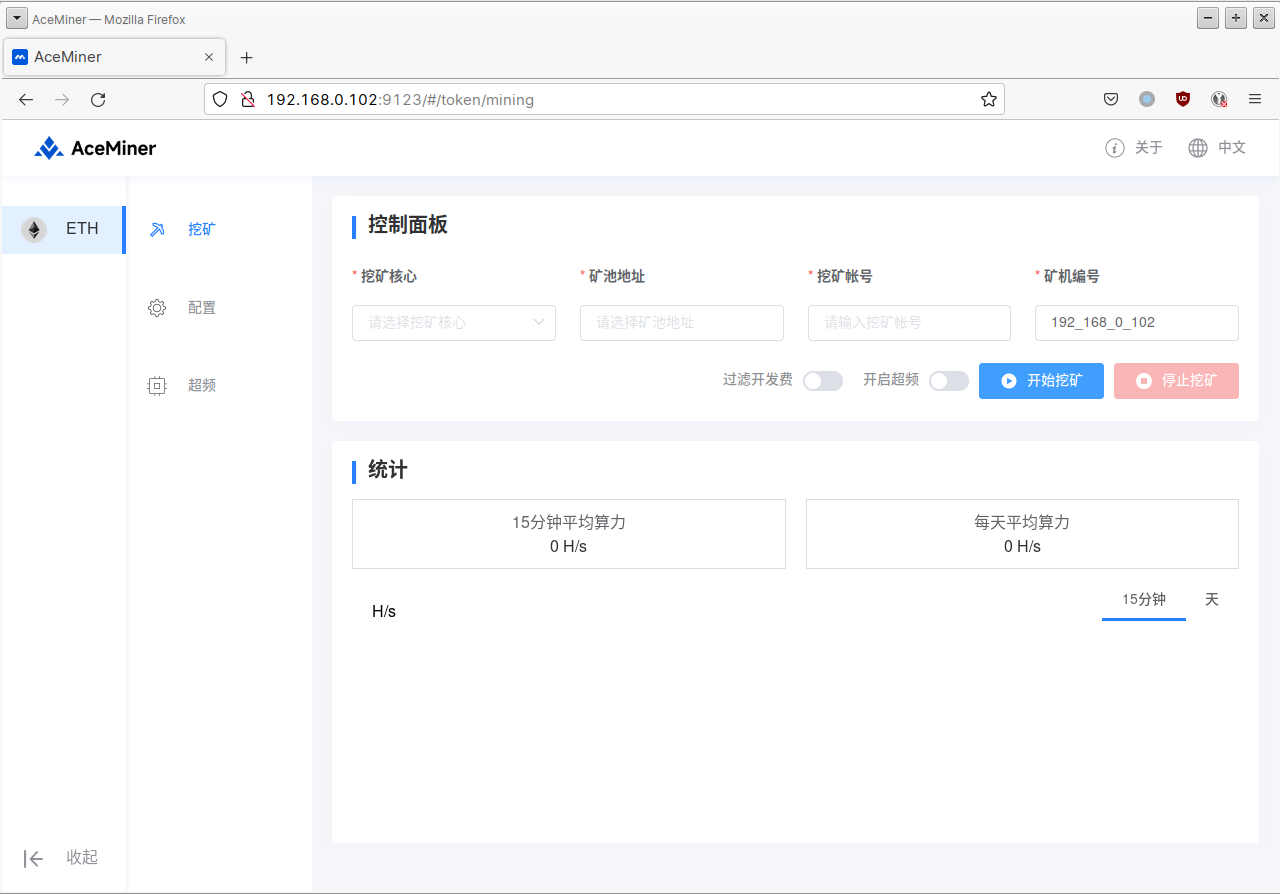 AceMiner — Mozilla Firefox
AceMiner
192.168.0.102:9123/#/token/mining
AceMiner
关于
中文
ETH
挖矿
配置
超频
收起
控制面板
* 挖矿核心
* 矿池地址
* 挖矿帐号
* 矿机编号
请选择挖矿核心
请选择矿池地址
请输入挖矿帐号
192_168_0_102
过滤开发费
开启超频
开始挖矿
停止挖矿
统计
15分钟平均算力
0 H/s
每天平均算力
0 H/s
H/s
15分钟
天